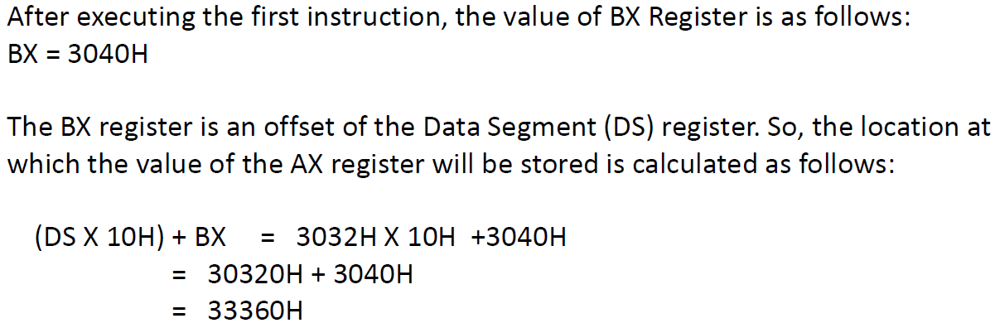 After executing the first instruction, the value of BX Register is as follows:
BX = 3040H
The BX register is an offset of the Data Segment (DS) register. So, the location at
which the value of the AX register will be stored is calculated as follows:
(DS X 10H) + BX = 3032H X 10H +3040H
= 30320H + 3040H
= 33360H